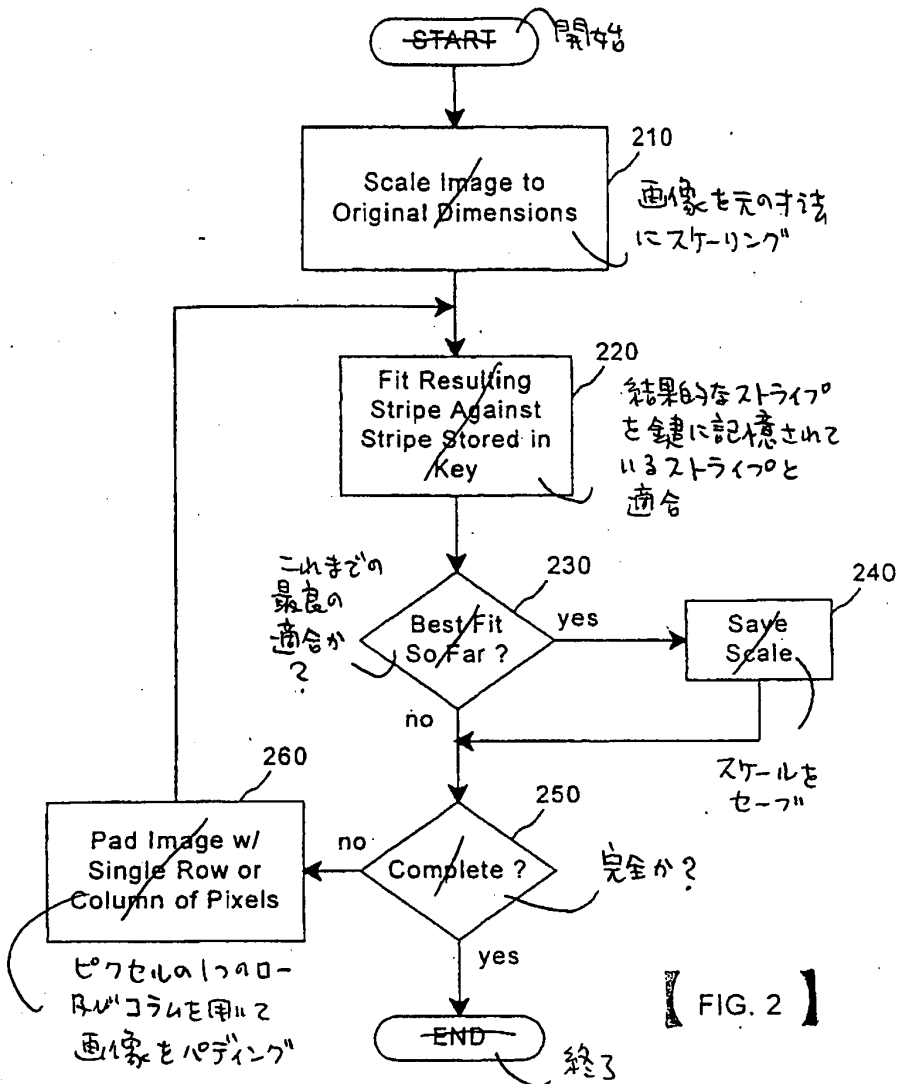 START
開始
210
Scale Image to
Original Dimensions
画像を元の寸法
にスケーリング
220
Fit Resulting
Stripe Against
Stripe Stored in
Key
結果的なストライプ
を鍵に記憶されて
いるストライプと
適合
これまでの
最良の
適合か
?
230
Best Fit
So Far ?
yes
240
Save
Scale
no
スケールを
セーブ
260
Pad Image w/
Single Row or
Column of Pixels
no
250
Complete ?
完全か?
ピクセルの1つのロー
及びコラムを用いて
画像をパディング
yes
【 FIG. 2 】
END
終了